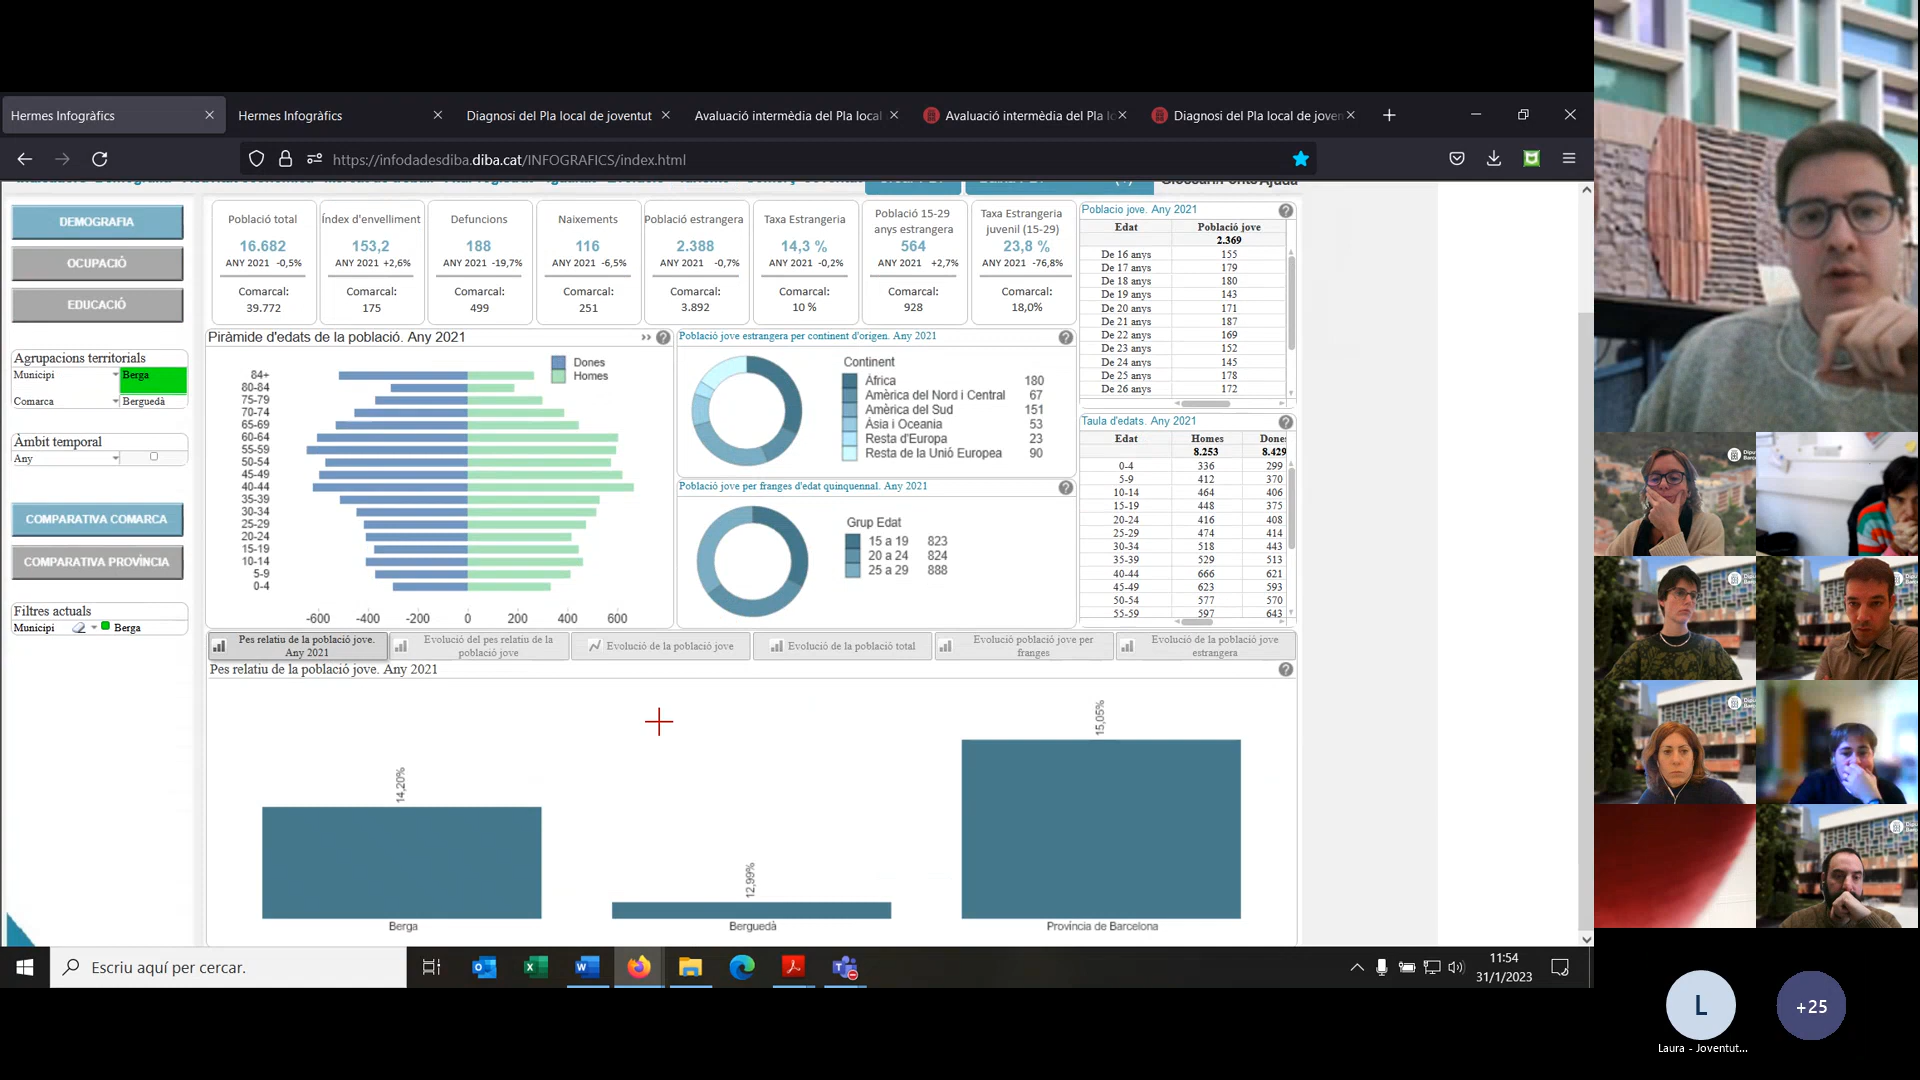 Hermes Infogràfics
Hermes Infogràfics
Diagnosi del Pla local de joventut
Avaluació intermèdia del Pla local
Avaluació intermèdia del Pla lo
Diagnosi del Pla local de joven
https://infodadesdiba.diba.cat/INFOGRAFICS/index.html
DEMOGRAFIA
OCUPACIÓ
EDUCACIÓ
Agrupacions territorials
Municipi Berga
Comarca Berguedà
Àmbit temporal
Any
COMPARATIVA COMARCA
COMPARATIVA PROVÍNCIA
Filtres actuals
Municipi Berga
Població total
16.682
ANY 2021 -0,5%
Comarcal:
39.772
Índex d'envelliment
153,2
ANY 2021 +2,6%
Comarcal:
175
Defuncions
188
ANY 2021 -19,7%
Comarcal:
499
Naixements
116
ANY 2021 -6,5%
Comarcal:
251
Població estrangera
2.388
ANY 2021 -0,7%
Comarcal:
3.892
Taxa Estrangeria
14,3 %
ANY 2021 -0,2%
Comarcal:
10 %
Població 15-29
anys estrangera
564
ANY 2021 +2,7%
Comarcal:
928
Taxa Estrangeria
juvenil (15-29)
23,8 %
ANY 2021 -76,8%
Comarcal:
18,0%
Poblacio jove. Any 2021
Edat Població jove
2.369
De 16 anys 155
De 17 anys 179
De 18 anys 180
De 19 anys 143
De 20 anys 171
De 21 anys 187
De 22 anys 169
De 23 anys 152
De 24 anys 145
De 25 anys 178
De 26 anys 172
Piràmide d'edats de la població. Any 2021
Dones
Homes
84+
80-84
75-79
70-74
65-69
60-64
55-59
50-54
45-49
40-44
35-39
30-34
25-29
20-24
15-19
10-14
5-9
0-4
-600 -400 -200 0 200 400 600
Població jove estrangera per continent d'origen. Any 2021
Continent
Àfrica 180
Amèrica del Nord i Central 67
Amèrica del Sud 151
Àsia i Oceania 53
Resta d'Europa 23
Resta de la Unió Europea 90
Població jove per franges d'edat quinquennal. Any 2021
Grup Edat
15 a 19 823
20 a 24 824
25 a 29 888
Taula d'edats. Any 2021
Edat Homes Dones
8.253 8.429
0-4 336 299
5-9 412 370
10-14 464 406
15-19 448 375
20-24 416 408
25-29 474 414
30-34 518 443
35-39 529 513
40-44 666 621
45-49 623 593
50-54 577 570
55-59 597 643
Pes relatiu de la població jove.
Any 2021
Evolució del pes relatiu de la
població jove
Evolució de la població jove
Evolució de la població total
Evolució població jove per
franges
Evolució de la població jove
estrangera
Pes relatiu de la població jove. Any 2021
14,20%
12,99%
15,05%
Berga
Berguedà
Província de Barcelona
Escriu aquí per cercar.
11:54
31/1/2023
L
+25
Laura - Joventut...